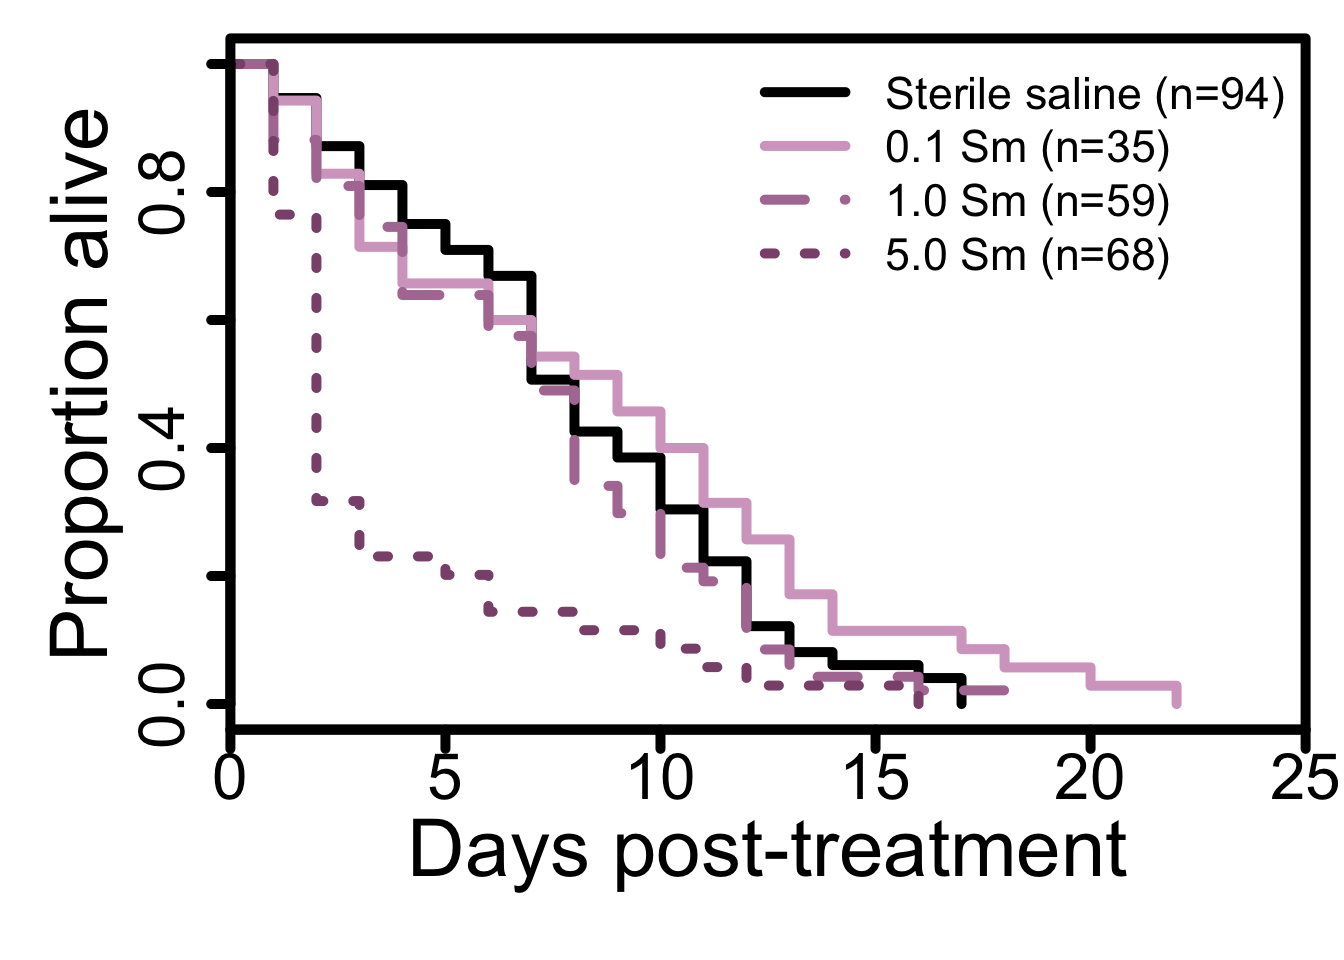 Sterile saline (n=94)
0.1 Sm (n=35)
1.0 Sm (n=59)
5.0 Sm (n=68)
Proportion alive
0.8
0.4
0.0
0 5 10 15 20 25
Days post-treatment